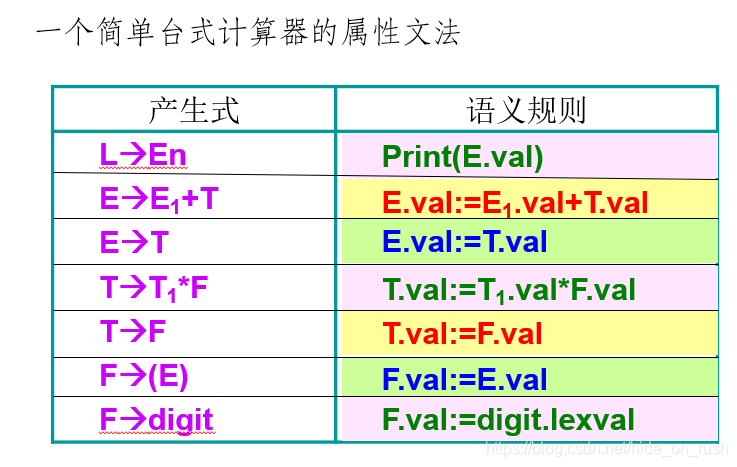 一个简单台式计算器的属性文法
产生式 语义规则
L→En Print(E.val)
E→E₁+T E.val:=E₁.val+T.val
E→T E.val:=T.val
T→T₁*F T.val:=T₁.val*F.val
T→F T.val:=F.val
F→(E) F.val:=E.val
F→digit F.val:=digit.lexval
https://blog.csdn.net/hide_on_rush